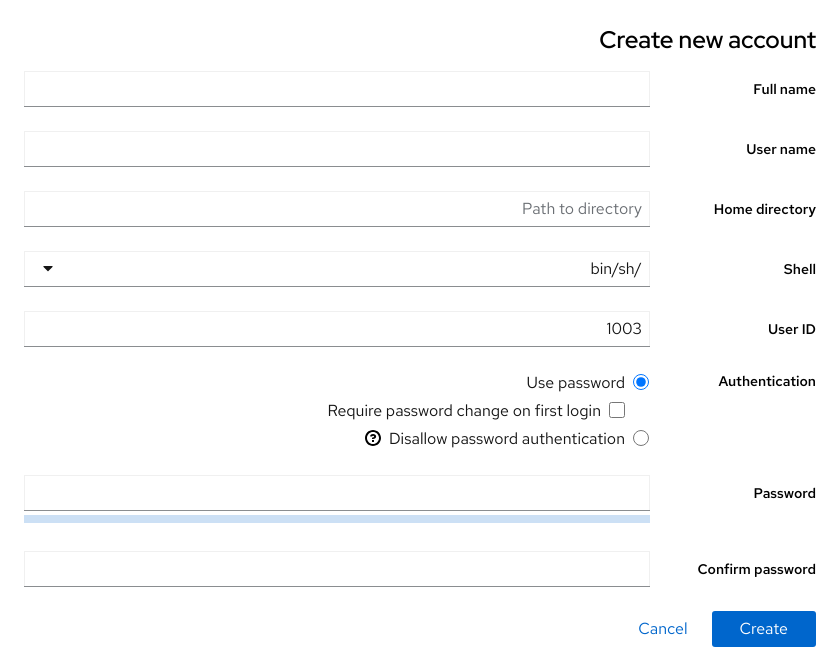 Create new account
Full name
User name
Home directory
Path to directory
Shell
bin/sh/
User ID
1003
Authentication
Use password
Require password change on first login
Disallow password authentication
Password
Confirm password
Create
Cancel